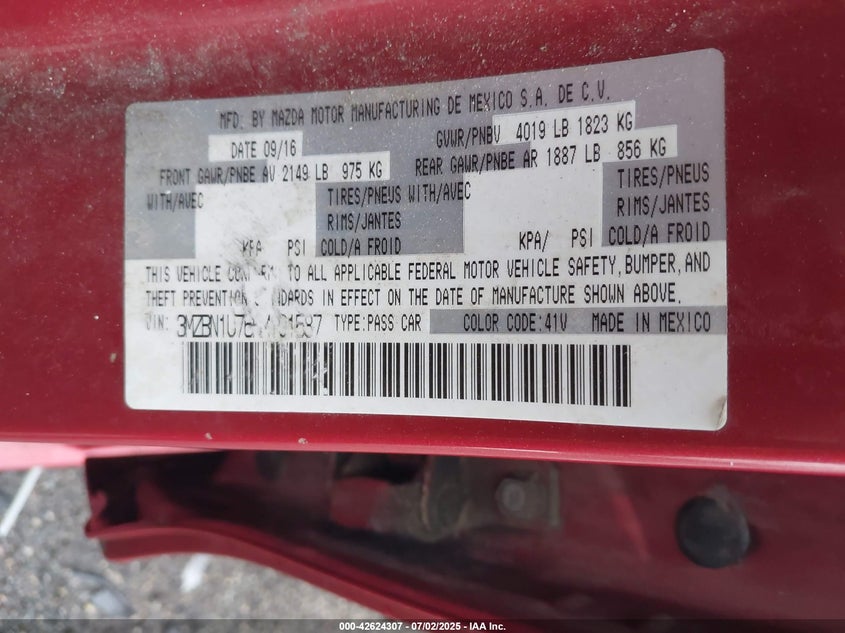 MFD. BY MAZDA MOTOR MANUFACTURING DE MEXICO S.A. DE C.V.
DATE 09/16 GVWR/PNBV 4019 LB 1823 KG
FRONT GAWR/PNBE AV 2149 LB 975 KG REAR GAWR/PNBE AR 1887 LB 856 KG
WITH/AVEC TIRES/PNEUS WITH/AVEC TIRES/PNEUS
RIMS/JANTES RIMS/JANTES
KPA PSI COLD/A FROID KPA/ PSI COLD/A FROID
THIS VEHICLE TO ALL APPLICABLE FEDERAL MOTOR VEHICLE SAFETY, BUMPER, AND
THEFT PREVENTION IN EFFECT ON THE DATE OF MANUFACTURE SHOWN ABOVE.
VIN: TYPE:PASS CAR COLOR CODE:41V MADE IN MEXICO
000-42624307 - 07/02/2025 - IAA Inc.